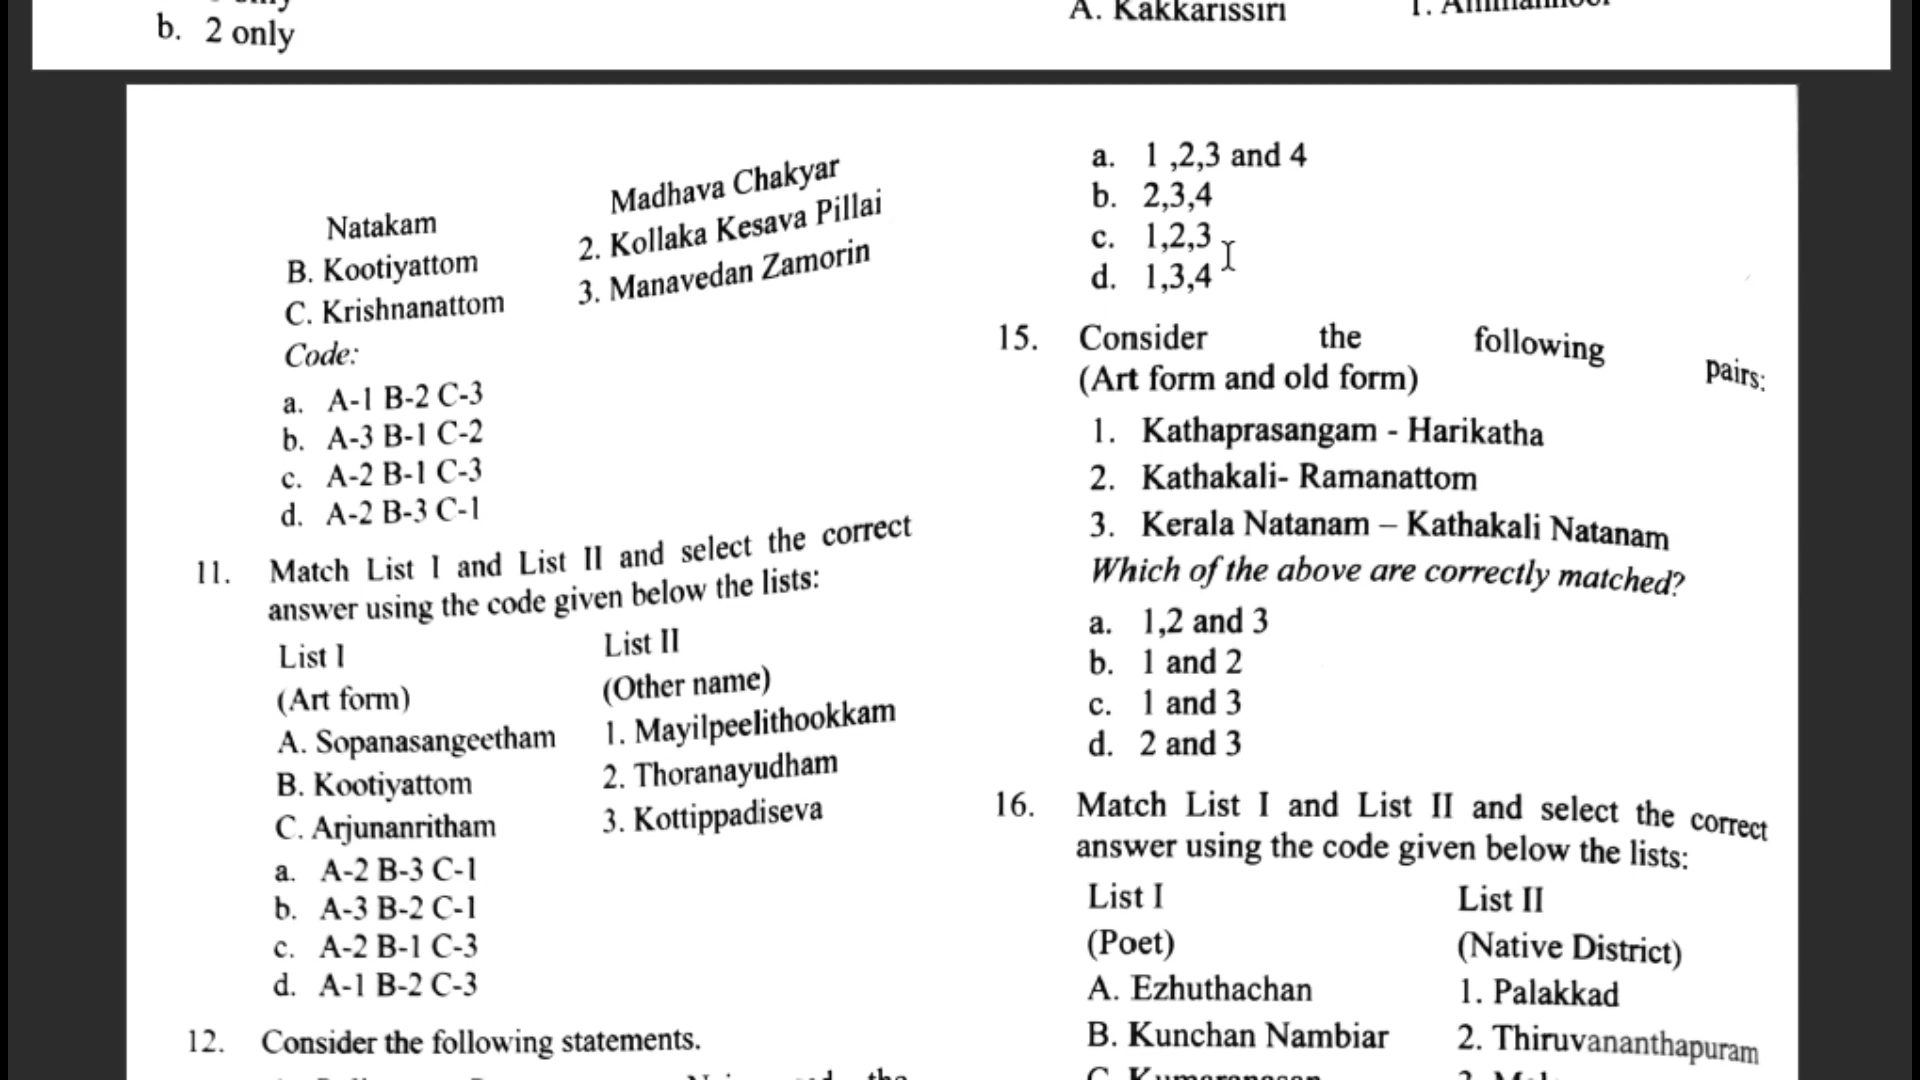 b. 2 only
A. Kakkarissiri
Natakam
Madhava Chakyar
B. Kootiyattom
2. Kollaka Kesava Pillai
C. Krishnanattom
3. Manavedan Zamorin
Code:
a. A-1 B-2 C-3
b. A-3 B-1 C-2
c. A-2 B-1 C-3
d. A-2 B-3 C-1
11. Match List I and List II and select the correct
answer using the code given below the lists:
List I
List II
(Art form)
(Other name)
A. Sopanasangeetham
1. Mayilpeelithookkam
B. Kootiyattom
2. Thoranayudham
C. Arjunanritham
3. Kottippadiseva
a. A-2 B-3 C-1
b. A-3 B-2 C-1
c. A-2 B-1 C-3
d. A-1 B-2 C-3
12. Consider the following statements.
a. 1 ,2,3 and 4
b. 2,3,4
c. 1,2,3
d. 1,3,4
15. Consider the following pairs:
(Art form and old form)
1. Kathaprasangam - Harikatha
2. Kathakali- Ramanattom
3. Kerala Natanam – Kathakali Natanam
Which of the above are correctly matched?
a. 1,2 and 3
b. 1 and 2
c. 1 and 3
d. 2 and 3
16. Match List I and List II and select the correct
answer using the code given below the lists:
List I
List II
(Poet)
(Native District)
A. Ezhuthachan
1. Palakkad
B. Kunchan Nambiar
2. Thiruvananthapuram